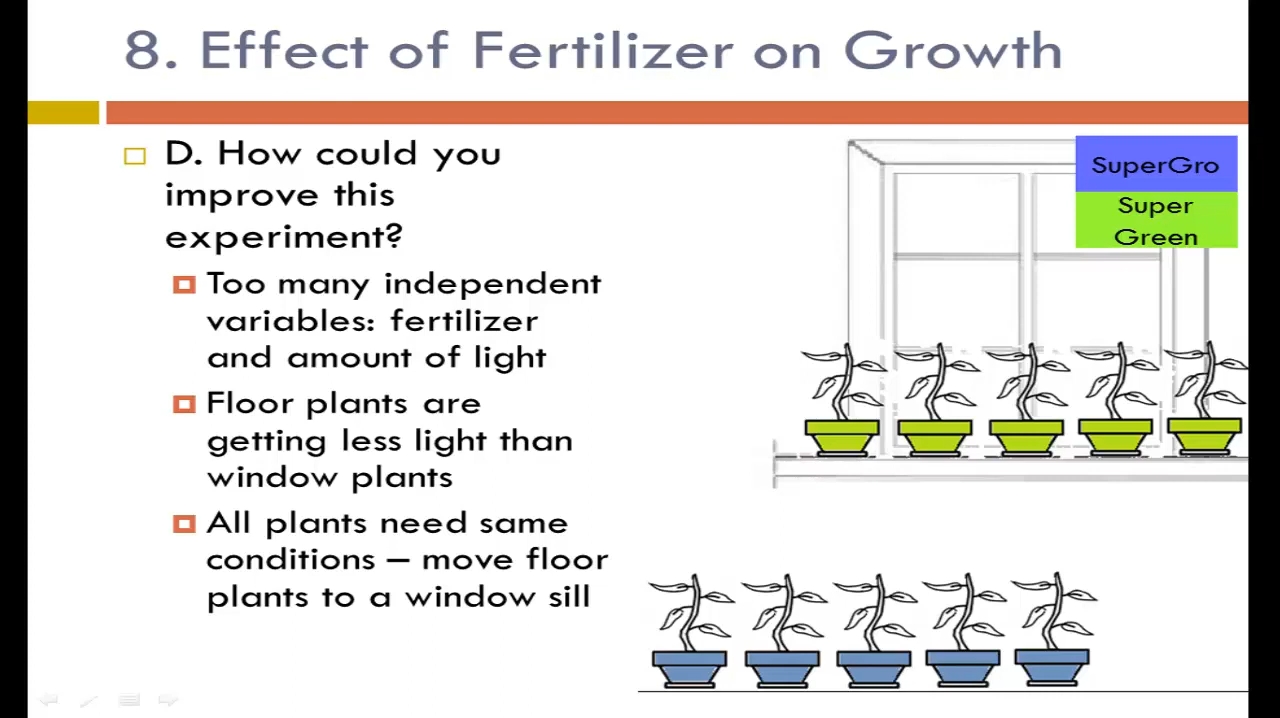 8. Effect of Fertilizer on Growth
D. How could you
improve this
experiment?
Too many independent
variables: fertilizer
and amount of light
Floor plants are
getting less light than
window plants
All plants need same
conditions – move floor
plants to a window sill
SuperGro
Super
Green